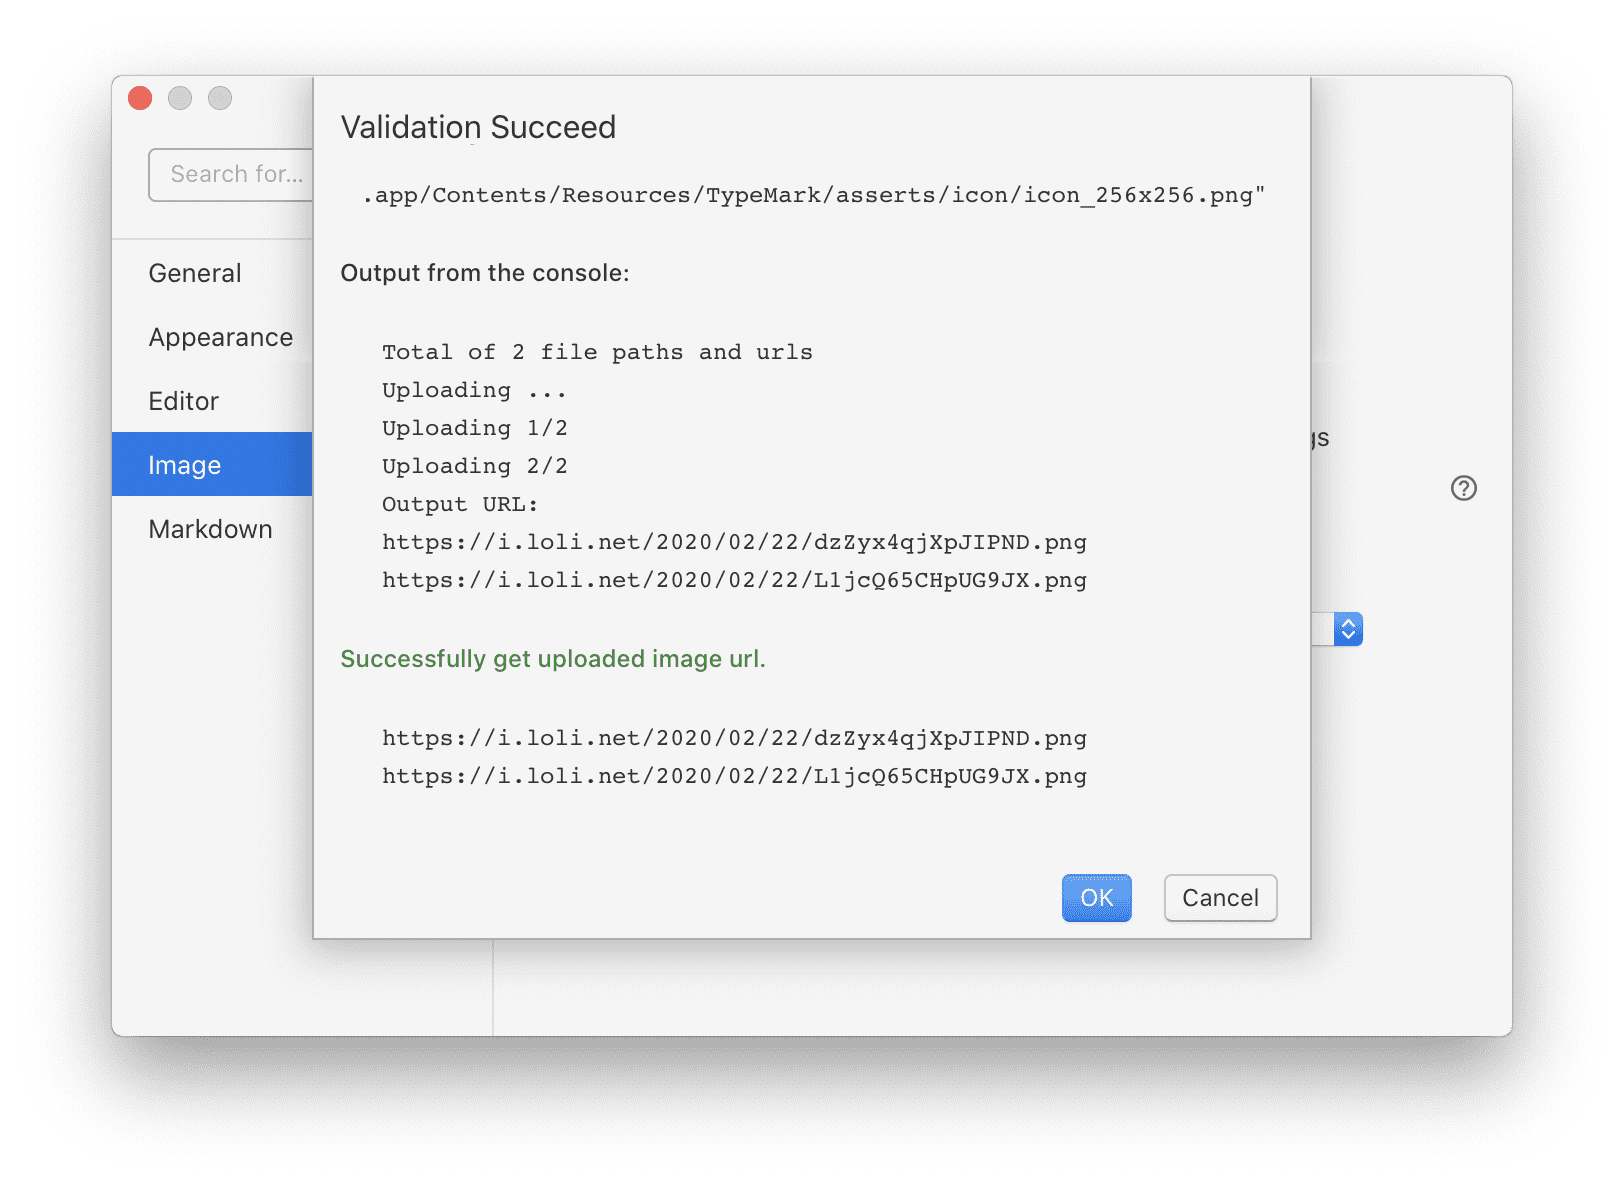 Search for...
General
Appearance
Editor
Image
Markdown
Validation Succeed
.app/Contents/Resources/TypeMark/asserts/icon/icon_256x256.png"
Output from the console:
Total of 2 file paths and urls
Uploading ...
Uploading 1/2
Uploading 2/2
Output URL:
https://i.loli.net/2020/02/22/dzZyx4qjXpJIPND.png
https://i.loli.net/2020/02/22/L1jcQ65CHpUG9JX.png
Successfully get uploaded image url.
https://i.loli.net/2020/02/22/dzZyx4qjXpJIPND.png
https://i.loli.net/2020/02/22/L1jcQ65CHpUG9JX.png
OK
Cancel